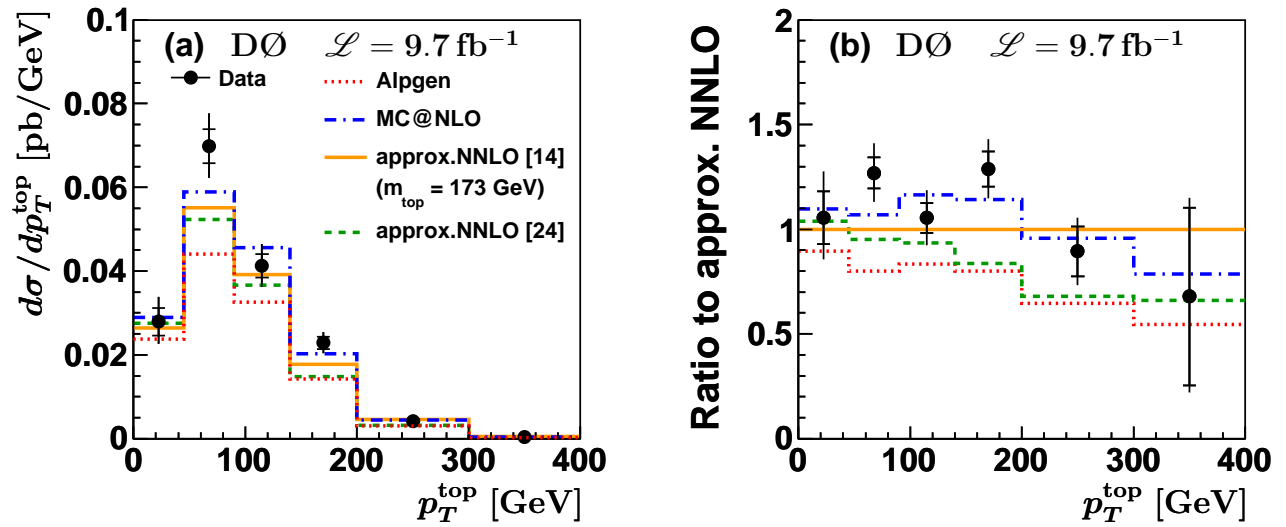 (a) DØ ℒ = 9.7 fb⁻¹
Data
Alpgen
MC@NLO
approx.NNLO [14]
(m_top = 173 GeV)
approx.NNLO [24]
dσ/dp_T^top [pb/GeV]
0.1
0.08
0.06
0.04
0.02
0
0 100 200 300 400
p_T^top [GeV]
(b) DØ ℒ = 9.7 fb⁻¹
Ratio to approx. NNLO
2
1.5
1
0.5
0
0 100 200 300 400
p_T^top [GeV]